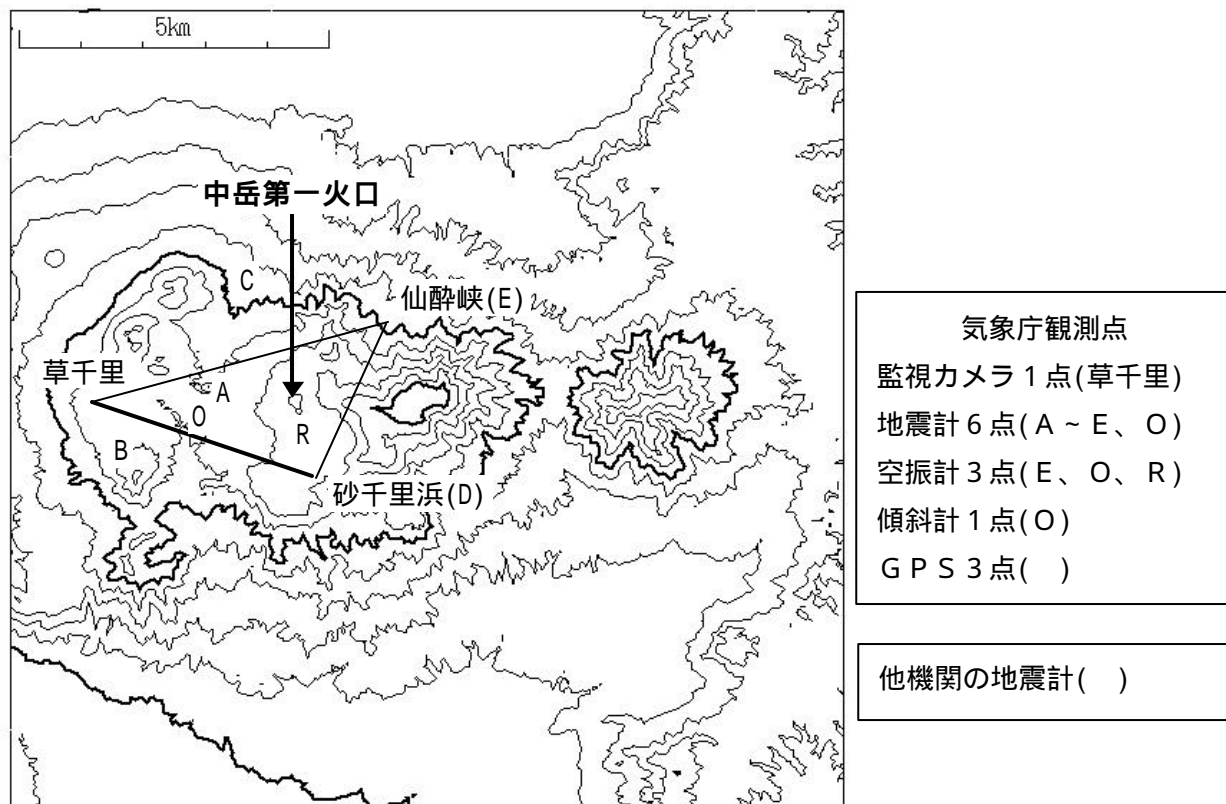 5km
中岳第一火口
C
仙酔峡(E)
草千里
A
O
R
B
砂千里浜(D)
気象庁観測点
監視カメラ1点(草千里)
地震計6点(A~E、O)
空振計3点(E、O、R)
傾斜計1点(O)
GPS3点( )
他機関の地震計( )